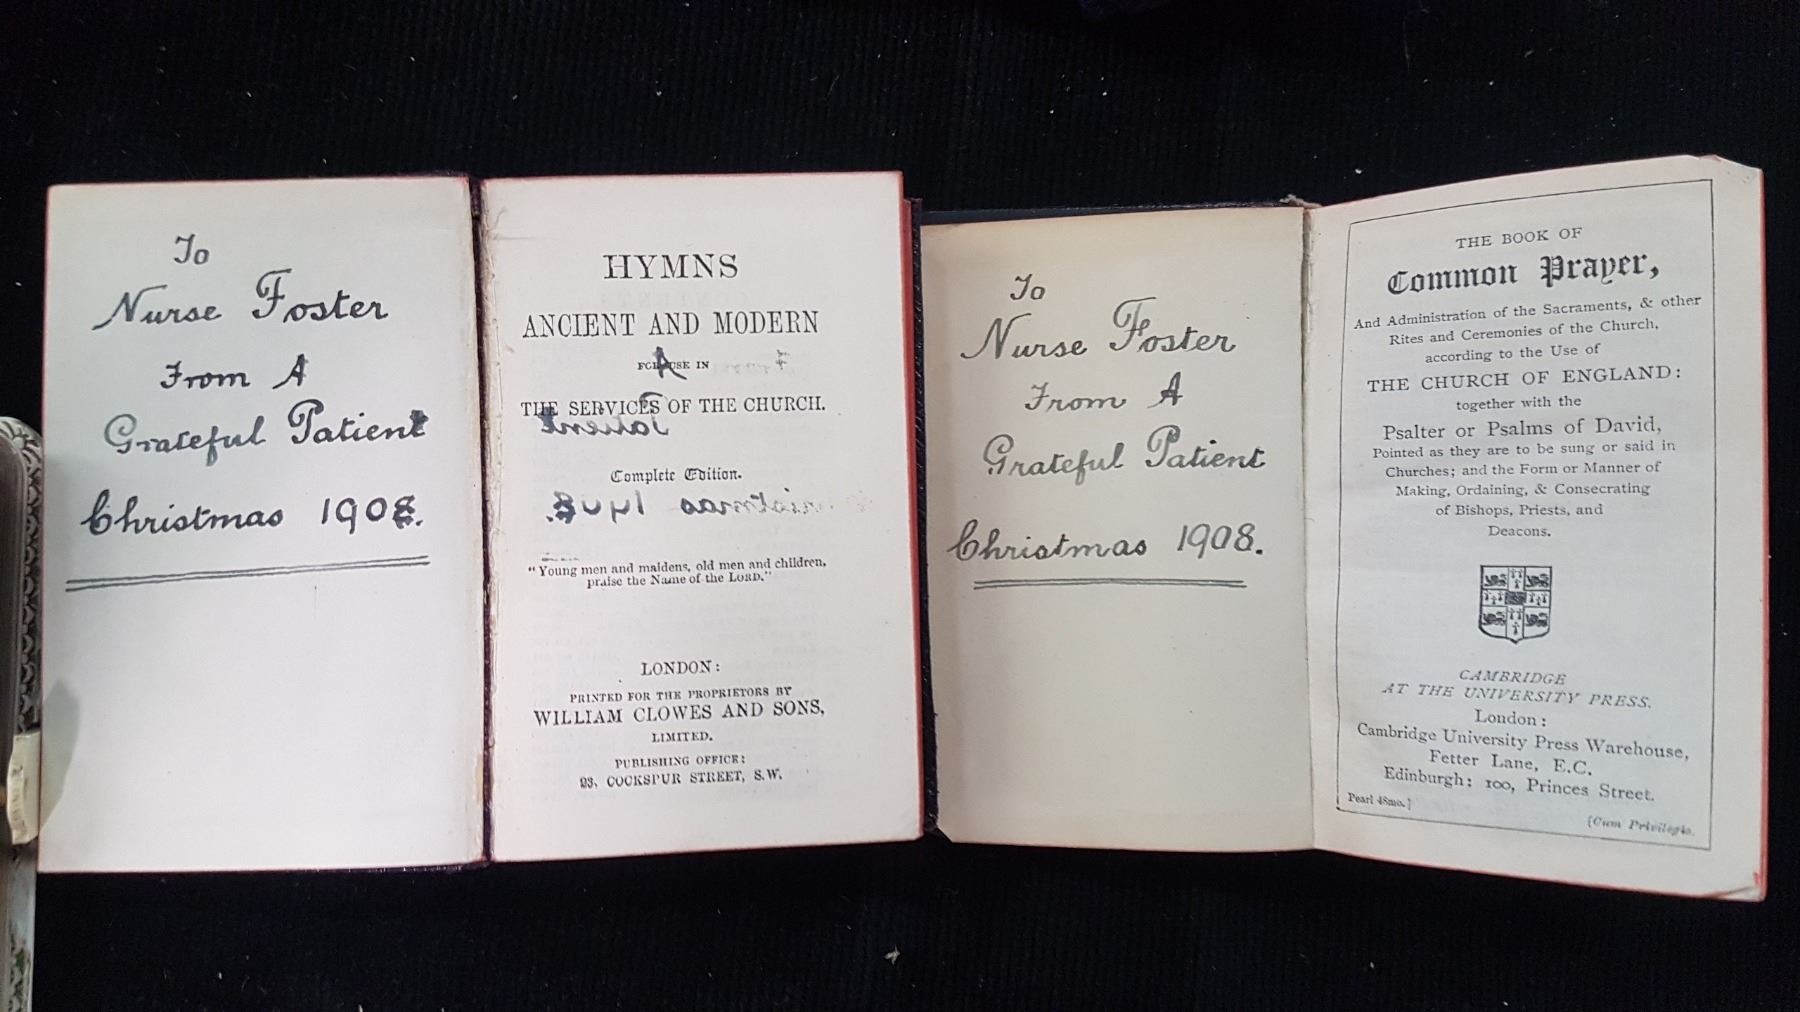 To
Nurse Foster
From A
Grateful Patient
Christmas 1908.
HYMNS
ANCIENT AND MODERN
FOR USE IN
THE SERVICES OF THE CHURCH.
Complete Edition.
"Young men and maidens, old men and children,
praise the Name of the LORD."
LONDON:
PRINTED FOR THE PROPRIETORS BY
WILLIAM CLOWES AND SONS,
LIMITED.
PUBLISHING OFFICE:
23, COCKSPUR STREET, S.W.
To
Nurse Foster
From A
Grateful Patient
Christmas 1908.
THE BOOK OF
Common Prayer,
And Administration of the Sacraments, & other
Rites and Ceremonies of the Church,
according to the Use of
THE CHURCH OF ENGLAND:
together with the
Psalter or Psalms of David,
Pointed as they are to be sung or said in
Churches; and the Form or Manner of
Making, Ordaining, & Consecrating
of Bishops, Priests, and
Deacons.
CAMBRIDGE
AT THE UNIVERSITY PRESS.
London:
Cambridge University Press Warehouse,
Fetter Lane, E.C.
Edinburgh: 100, Princes Street.
Pearl 48mo.]
[Cum Privilegio.